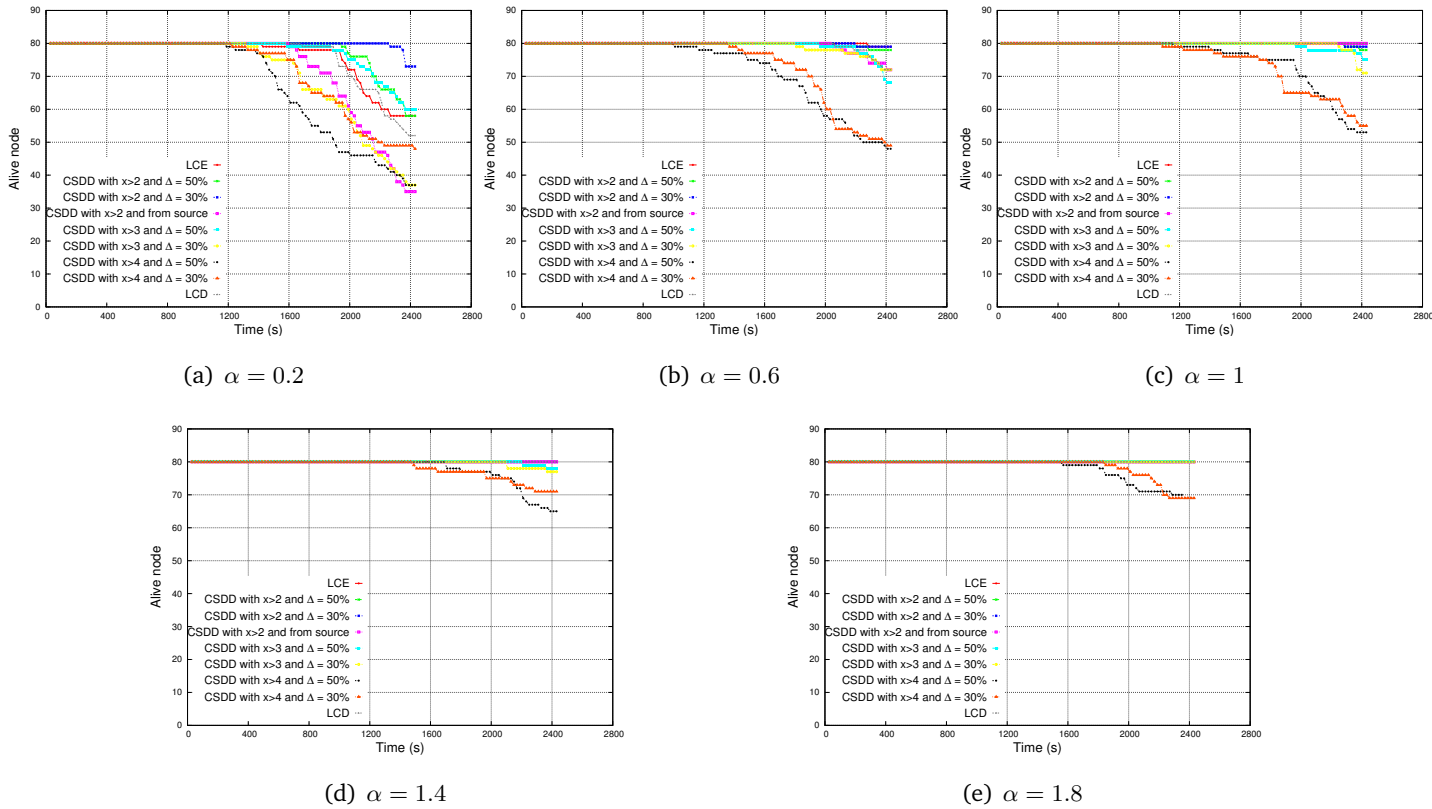 90
80
70
60
50
40
30
20
10
0
Alive node
LCE
CSDD with x>2 and Δ = 50%
CSDD with x>2 and Δ = 30%
CSDD with x>2 and from source
CSDD with x>3 and Δ = 50%
CSDD with x>3 and Δ = 30%
CSDD with x>4 and Δ = 50%
CSDD with x>4 and Δ = 30%
LCD
0 400 800 1200 1600 2000 2400 2800
Time (s)
(a) α = 0.2
90
80
70
60
50
40
30
20
10
0
Alive node
LCE
CSDD with x>2 and Δ = 50%
CSDD with x>2 and Δ = 30%
CSDD with x>2 and from source
CSDD with x>3 and Δ = 50%
CSDD with x>3 and Δ = 30%
CSDD with x>4 and Δ = 50%
CSDD with x>4 and Δ = 30%
LCD
0 400 800 1200 1600 2000 2400 2800
Time (s)
(b) α = 0.6
90
80
70
60
50
40
30
20
10
0
Alive node
LCE
CSDD with x>2 and Δ = 50%
CSDD with x>2 and Δ = 30%
CSDD with x>2 and from source
CSDD with x>3 and Δ = 50%
CSDD with x>3 and Δ = 30%
CSDD with x>4 and Δ = 50%
CSDD with x>4 and Δ = 30%
LCD
0 400 800 1200 1600 2000 2400 2800
Time (s)
(c) α = 1
90
80
70
60
50
40
30
20
10
0
Alive node
LCE
CSDD with x>2 and Δ = 50%
CSDD with x>2 and Δ = 30%
CSDD with x>2 and from source
CSDD with x>3 and Δ = 50%
CSDD with x>3 and Δ = 30%
CSDD with x>4 and Δ = 50%
CSDD with x>4 and Δ = 30%
LCD
0 400 800 1200 1600 2000 2400 2800
Time (s)
(d) α = 1.4
90
80
70
60
50
40
30
20
10
0
Alive node
LCE
CSDD with x>2 and Δ = 50%
CSDD with x>2 and Δ = 30%
CSDD with x>2 and from source
CSDD with x>3 and Δ = 50%
CSDD with x>3 and Δ = 30%
CSDD with x>4 and Δ = 50%
CSDD with x>4 and Δ = 30%
LCD
0 400 800 1200 1600 2000 2400 2800
Time (s)
(e) α = 1.8